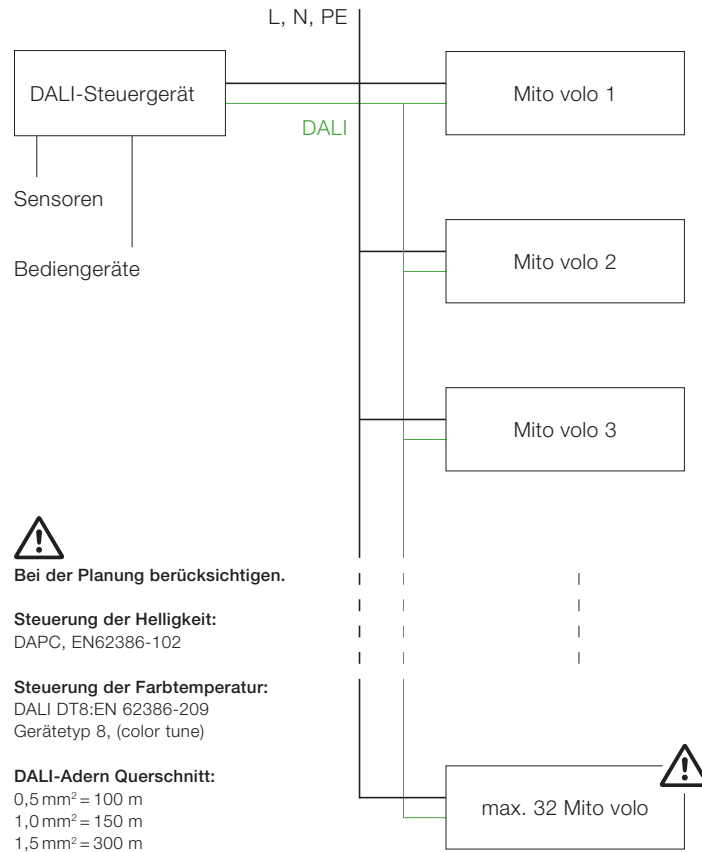 L, N, PE
DALI-Steuergerät
Mito volo 1
DALI
Sensoren
Bediengeräte
Mito volo 2
Mito volo 3
Bei der Planung berücksichtigen.
Steuerung der Helligkeit:
DAPC, EN62386-102
Steuerung der Farbtemperatur:
DALI DT8:EN 62386-209
Gerätetyp 8, (color tune)
DALI-Adern Querschnitt:
0,5 mm² = 100 m
1,0 mm² = 150 m
1,5 mm² = 300 m
max. 32 Mito volo